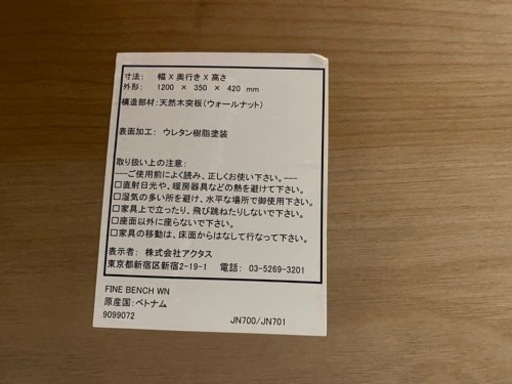 寸法: 幅 X 奥行き X 高さ
外形: 1200 × 350 × 420 mm
構造部材: 天然木突板(ウォールナット)
表面加工: ウレタン樹脂塗装
取り扱い上の注意:
---ご使用前によく読み、正しくお使い下さい。---
□直射日光や、暖房器具などの熱を避けて下さい。
□湿気の多い所を避け、水平な場所で御使用下さい。
□家具上で立ったり、飛び跳ねたりしないで下さい。
□座面以外に座らないで下さい。
□家具の移動は、床面からはなして行なって下さい。
表示者: 株式会社アクタス
東京都新宿区新宿2-19-1 電話: 03-5269-3201
FINE BENCH WN
原産国:ベトナム
9099072 JN700/JN701